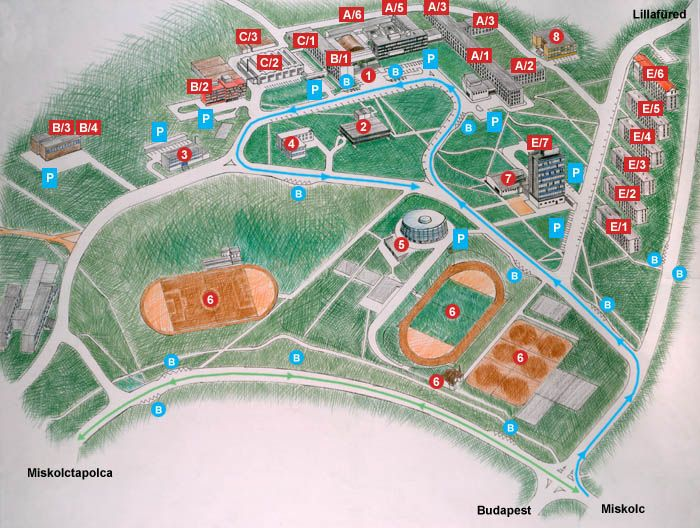 Lillafüred
A/6
A/5
A/3
A/3
C/3
C/1
8
C/2
B/1
A/1
A/2
E/6
P
1
B
B
B
B/2
P
P
E/5
B/3 B/4
P
P
B
P
2
E/4
3
4
E/7
E/3
P
7
P
E/2
B
E/1
P
5
P
B
B
B
6
6
B
6
B
B
6
B
B
Miskolctapolca
Budapest
Miskolc